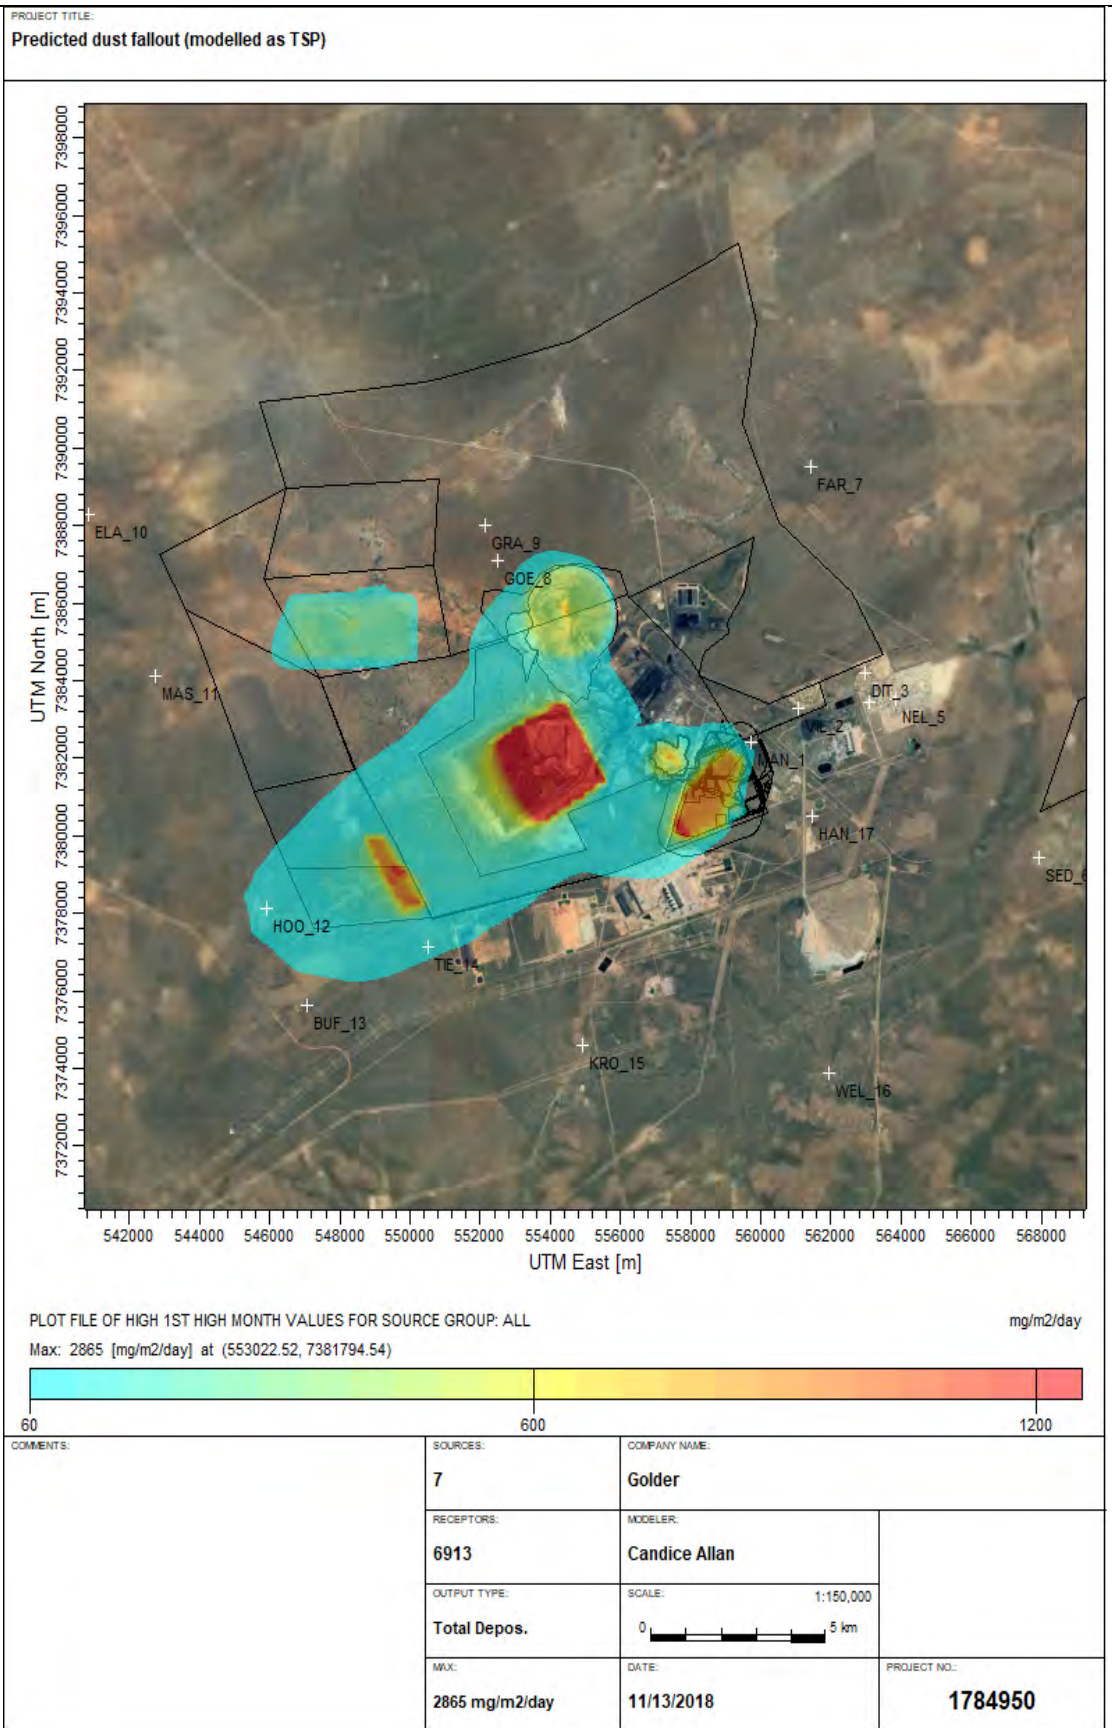 PROJECT TITLE:
Predicted dust fallout (modelled as TSP)
7398000
7396000
7394000
7392000
7390000
7388000
7386000
7384000
7382000
7380000
7378000
7376000
7374000
7372000
UTM North [m]
FAR_7
ELA_10
GRA_9
GOE_8
MAS_11
DIT_3
NEL_5
VIL_2
MAN_1
HAN_17
SED_6
HOO_12
TIE_14
BUF_13
KRO_15
WEL_16
542000 544000 546000 548000 550000 552000 554000 556000 558000 560000 562000 564000 566000 568000
UTM East [m]
PLOT FILE OF HIGH 1ST HIGH MONTH VALUES FOR SOURCE GROUP: ALL mg/m2/day
Max: 2865 [mg/m2/day] at (553022.52, 7381794.54)
60 600 1200
COMMENTS:
SOURCES:
7
COMPANY NAME:
Golder
RECEPTORS:
6913
MODELER:
Candice Allan
OUTPUT TYPE:
Total Depos.
SCALE: 1:150,000
0 5 km
MAX:
2865 mg/m2/day
DATE:
11/13/2018
PROJECT NO.:
1784950